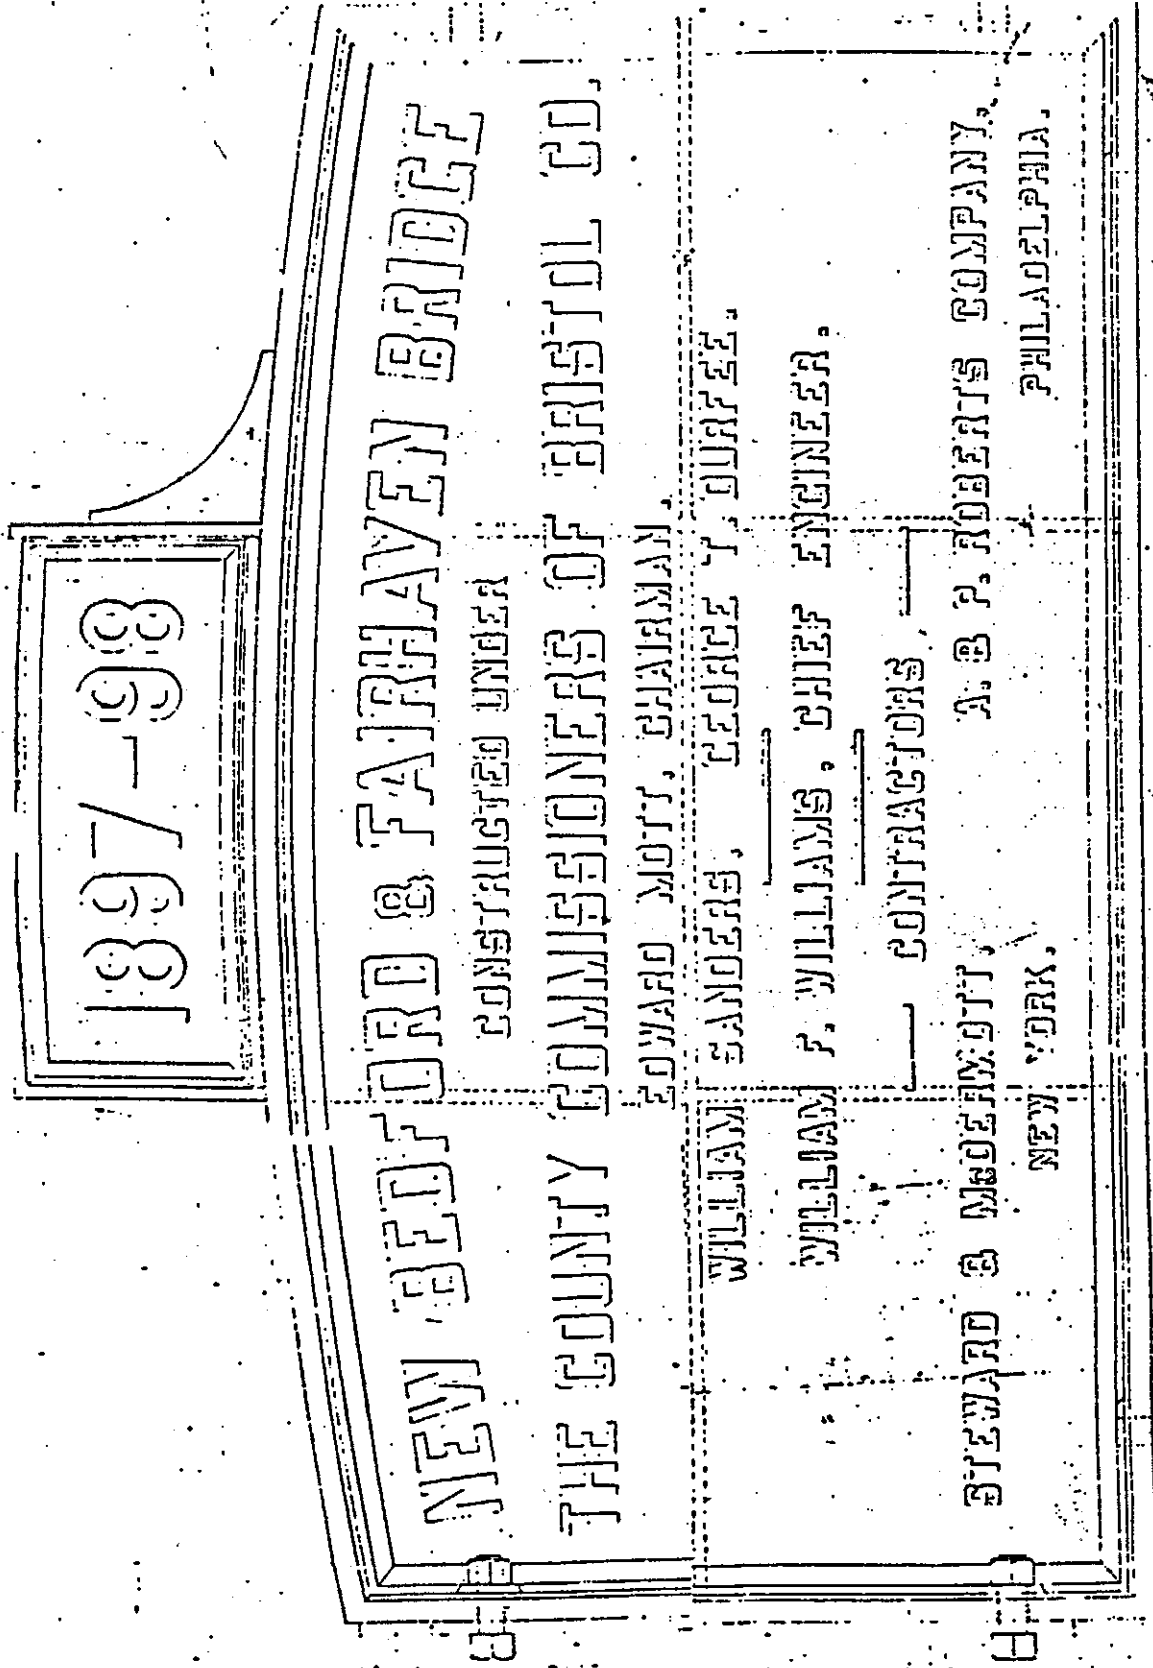 1897-98
NEW BEDFORD & FAIRHAVEN BRIDGE
CONSTRUCTED UNDER
THE COUNTY COMMISSIONERS OF BRISTOL CO.
EDWARD MOTT, CHAIRMAN.
WILLIAM SANDERS, GEORGE T. DURFEE.
WILLIAM F. WILLIAMS, CHIEF ENGINEER.
CONTRACTORS
STEWARD & McDERMOTT, A. & P. ROBERTS COMPANY,
NEW YORK. PHILADELPHIA.
B
A